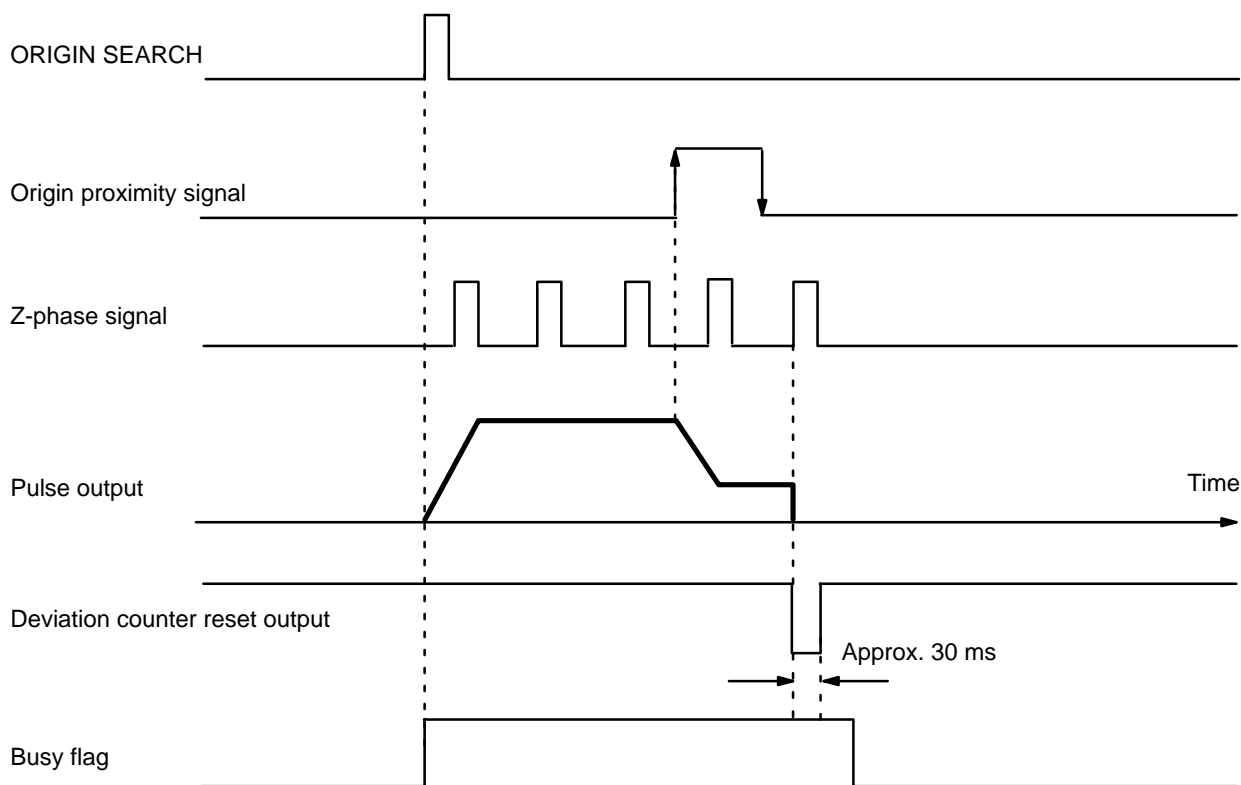 ORIGIN SEARCH
Origin proximity signal
Z-phase signal
Pulse output
Time
Deviation counter reset output
Approx. 30 ms
Busy flag